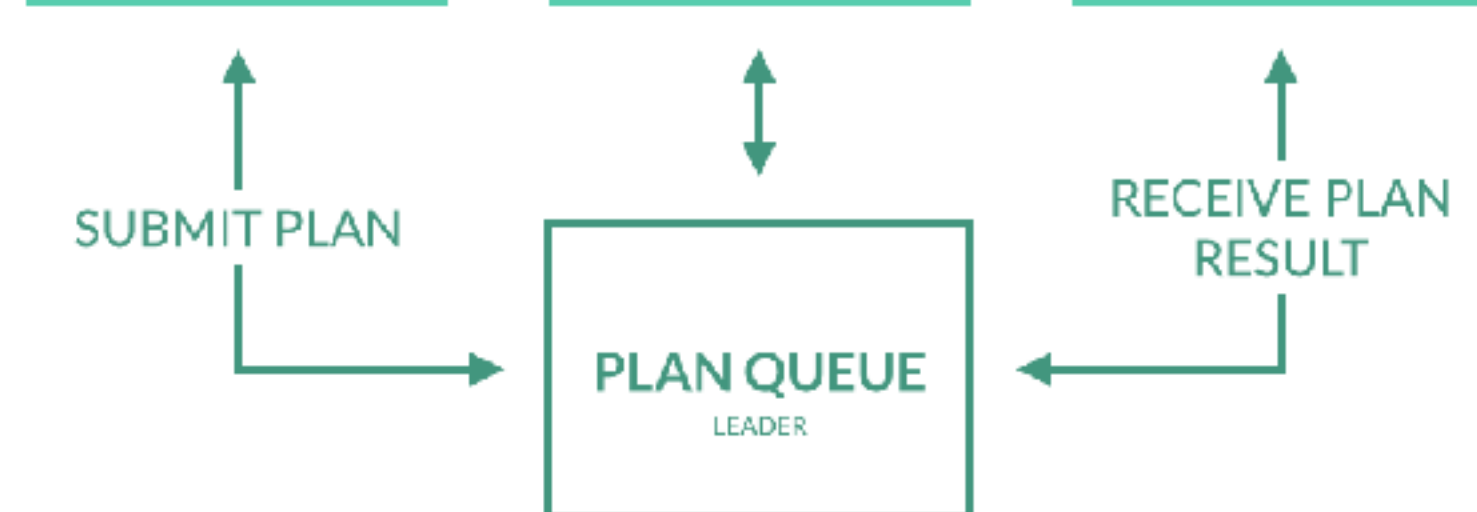 SUBMIT PLAN
RECEIVE PLAN
RESULT
PLAN QUEUE
LEADER